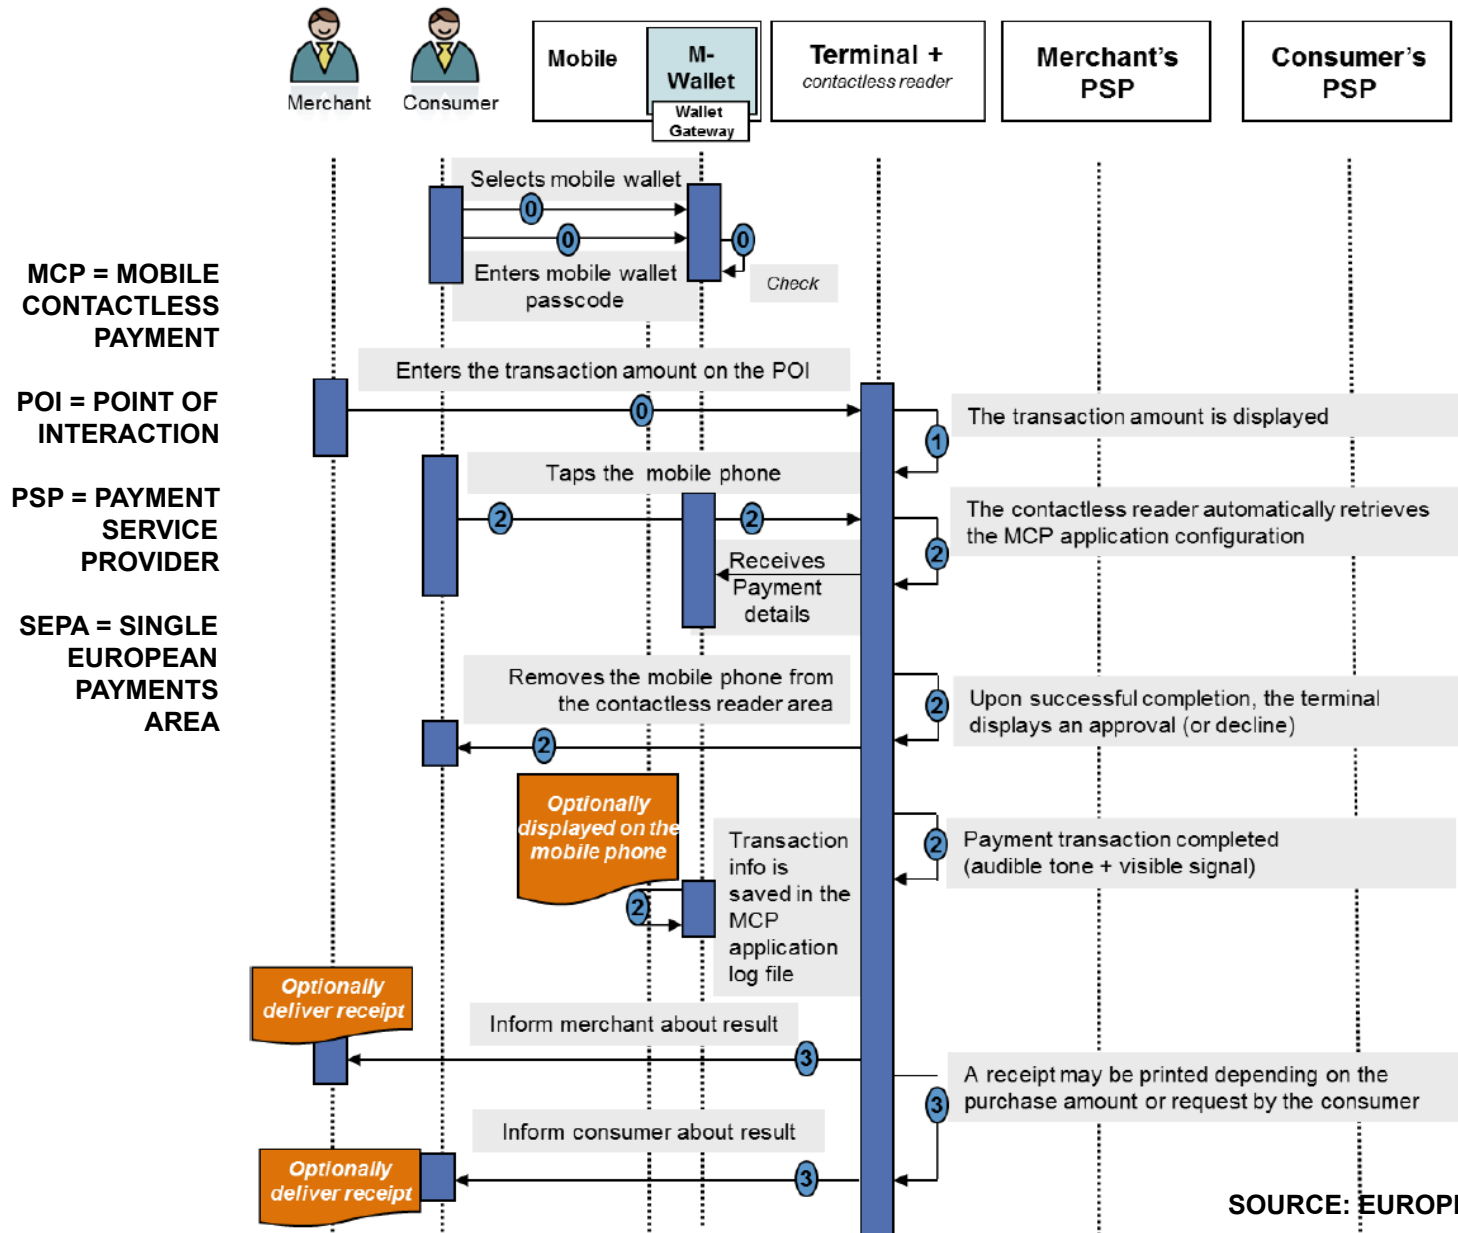 Merchant
Consumer
Mobile
M-
Wallet
Wallet
Gateway
Terminal +
contactless reader
Merchant's
PSP
Consumer's
PSP
Selects mobile wallet
0
0
0
Enters mobile wallet
passcode
Check
MCP = MOBILE
CONTACTLESS
PAYMENT
POI = POINT OF
INTERACTION
PSP = PAYMENT
SERVICE
PROVIDER
SEPA = SINGLE
EUROPEAN
PAYMENTS
AREA
Enters the transaction amount on the POI
0
The transaction amount is displayed
1
Taps the mobile phone
2
2
The contactless reader automatically retrieves
the MCP application configuration
2
Receives
Payment
details
Removes the mobile phone from
the contactless reader area
2
Upon successful completion, the terminal
displays an approval (or decline)
2
Optionally
displayed on the
mobile phone
2
Transaction
info is
saved in the
MCP
application
log file
2
Payment transaction completed
(audible tone + visible signal)
Optionally
deliver receipt
Inform merchant about result
3
A receipt may be printed depending on the
purchase amount or request by the consumer
3
Inform consumer about result
3
Optionally
deliver receipt
SOURCE: EUROPE